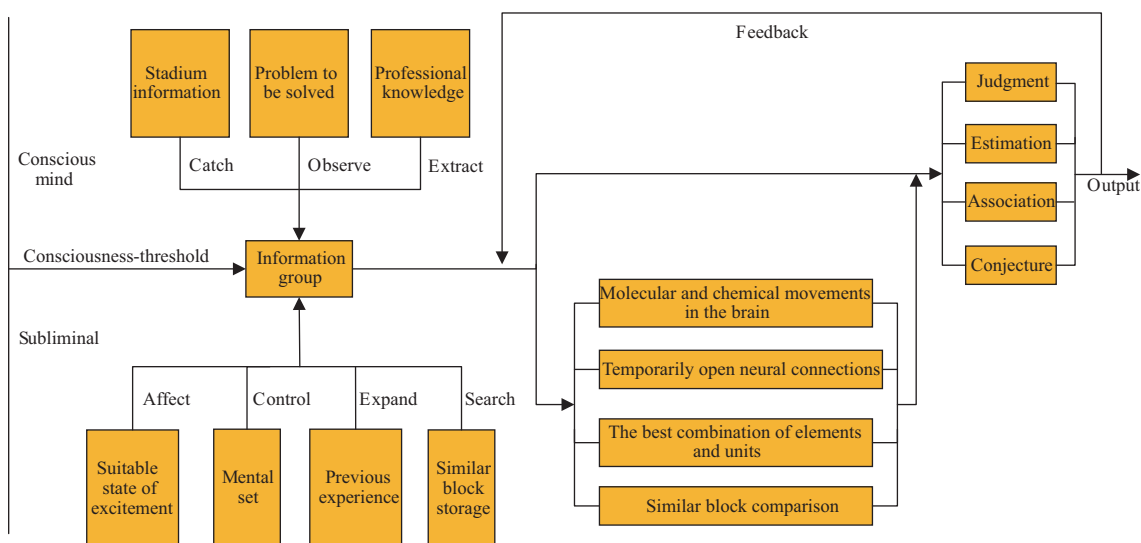 Feedback
Stadium
information
Problem to
be solved
Professional
knowledge
Judgment
Conscious
mind
Catch
Observe
Extract
Estimation
Output
Association
Consciousness-threshold
Information
group
Conjecture
Molecular and chemical movements
in the brain
Subliminal
Temporarily open neural connections
Affect
Control
Expand
Search
The best combination of elements
and units
Suitable
state of
excitement
Mental
set
Previous
experience
Similar
block
storage
Similar block comparison